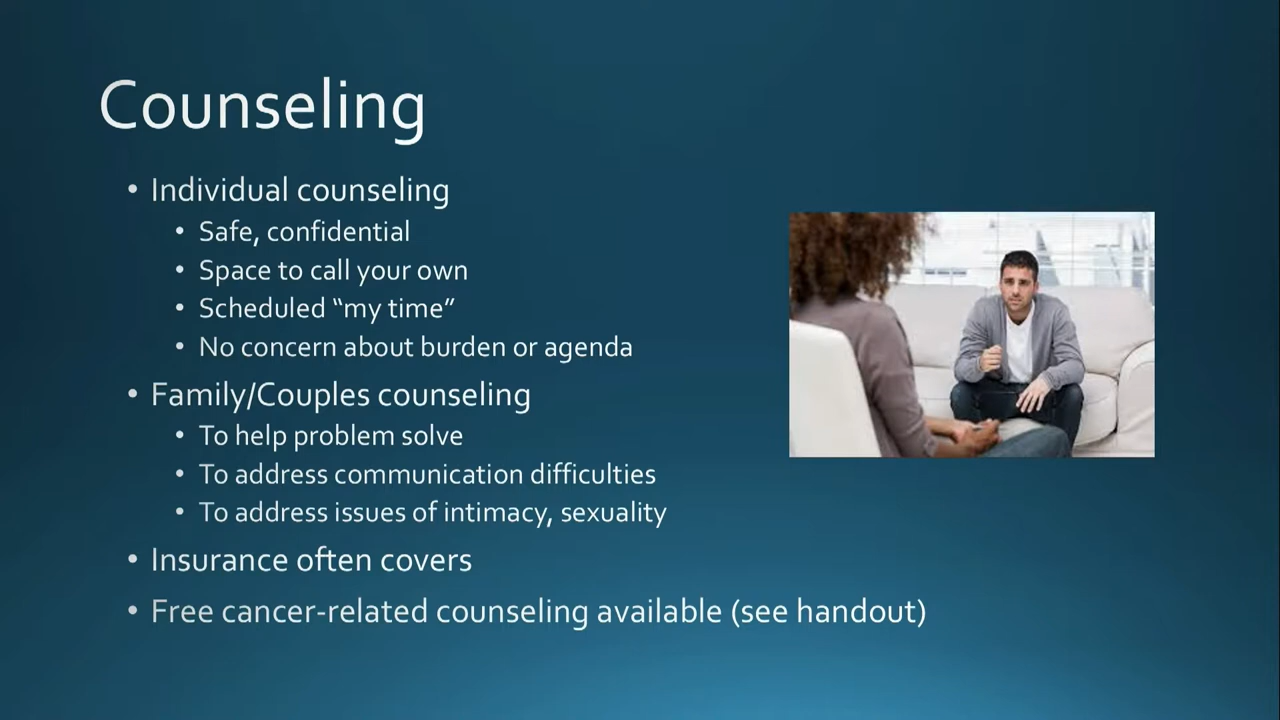 Counseling
• Individual counseling
• Safe, confidential
• Space to call your own
• Scheduled “my time”
• No concern about burden or agenda
• Family/Couples counseling
• To help problem solve
• To address communication difficulties
• To address issues of intimacy, sexuality
• Insurance often covers
• Free cancer-related counseling available (see handout)